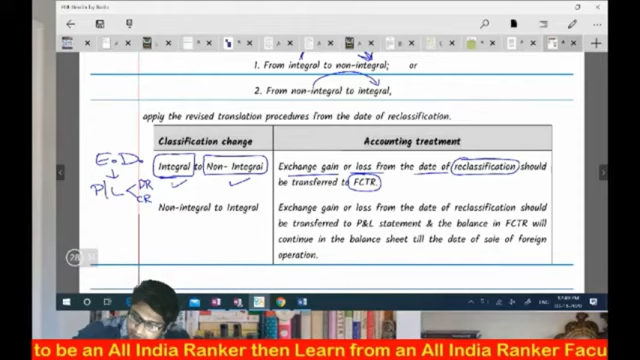 1. From integral to non-integral; or
2. From non-integral to integral,
apply the revised translation procedures from the date of reclassification.
Classification change
Accounting treatment
E.D.
P/L
DR
CR
Integral to Non- Integral
Exchange gain or loss from the date of reclassification should
be transferred to FCTR.
Non-integral to Integral
Exchange gain or loss from the date of reclassification should
be transferred to P&L statement & the balance in FCTR will
continue in the balance sheet till the date of sale of foreign
operation.
to be an All India Ranker then Learn from an All India Ranker Facu